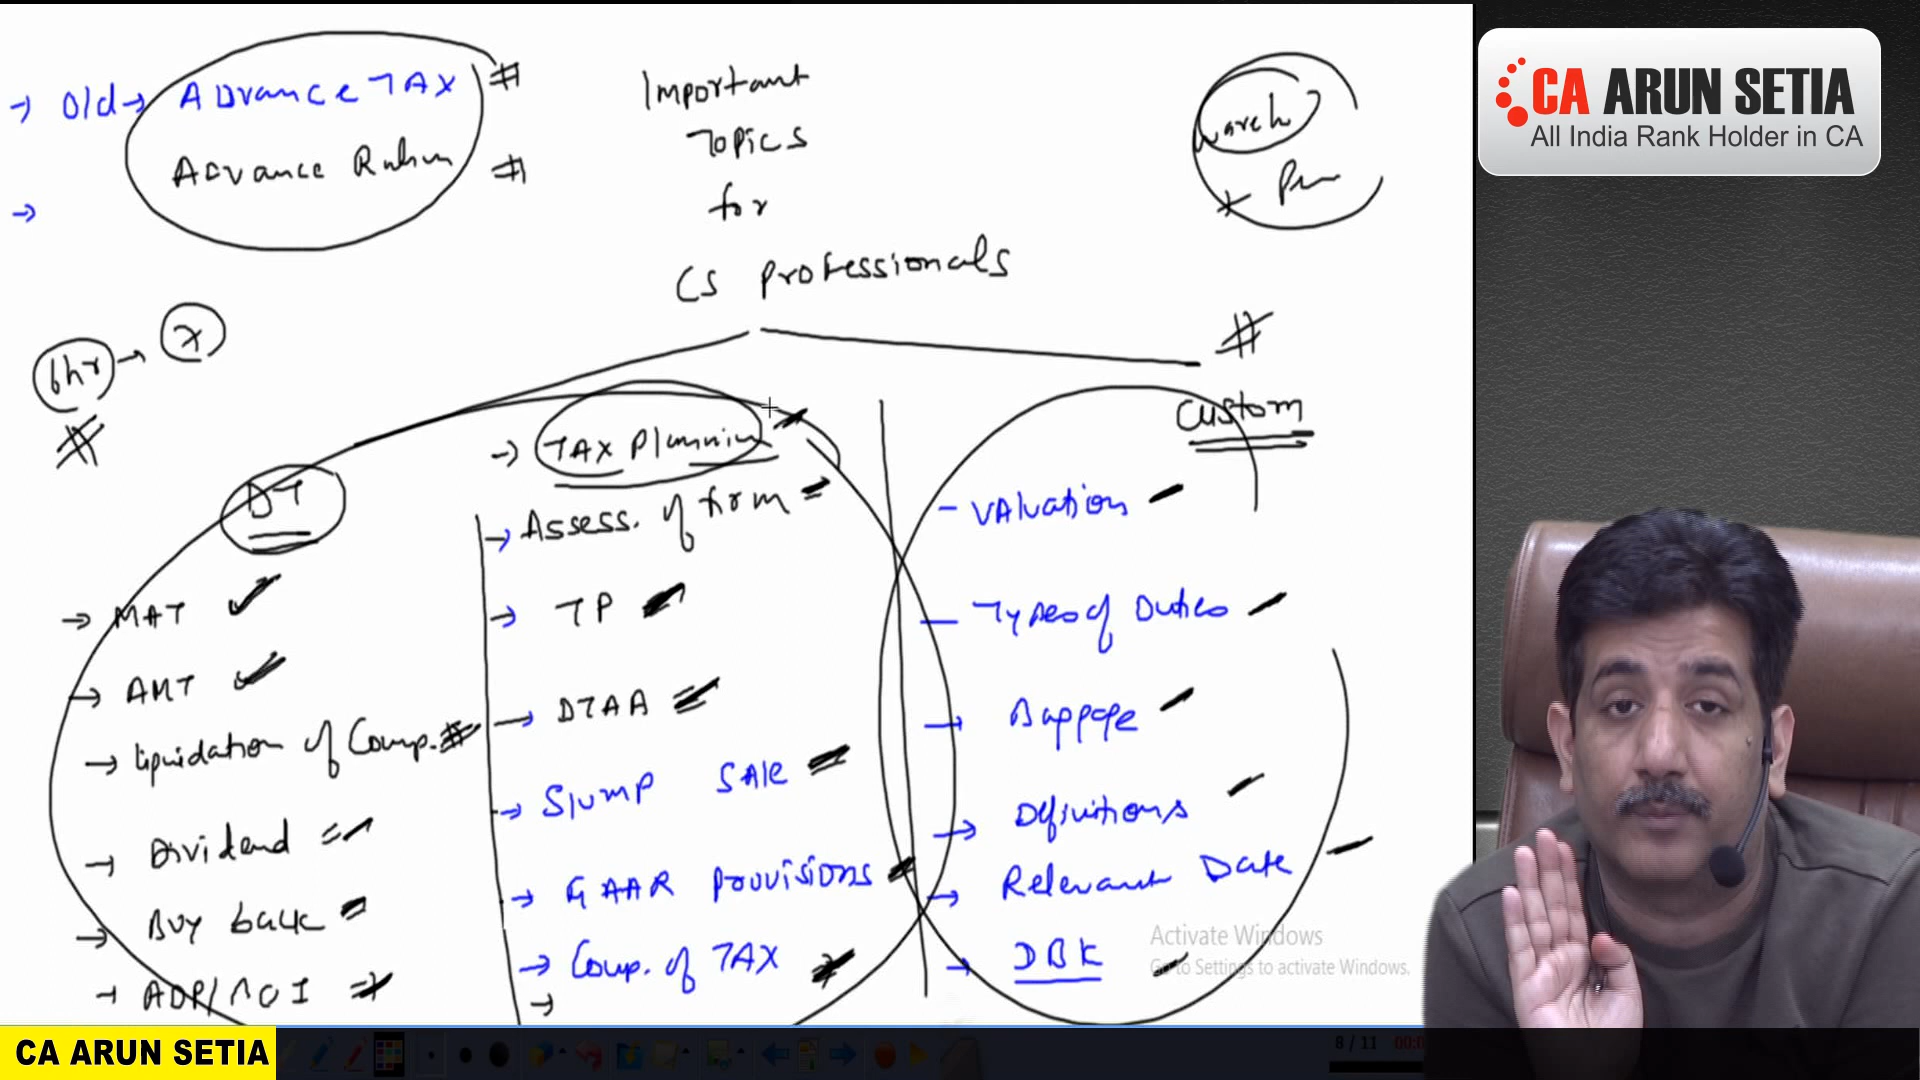 → Old → ADvance TAX #
ADvance Ruling #
→
Important
Topics
for
CS Professionals
6hr →
#
#
DT
→ MAT
→ AMT
→ liquidation of Comp.
→ Dividend
→ Buy back
→ TAX Planning
→ Assess. of firm
→ TP
→ DTAA
→ Slump SAle
→ GAAR Provisions
→ Comp. of TAX
→
Custom
- VAluation
- Types of Duties
→ Baggage
→ Definitions
→ Relevant Date
→ DBK
CA ARUN SETIA
All India Rank Holder in CA
Activate Windows
Go to Settings to activate Windows.
CA ARUN SETIA
8 / 11